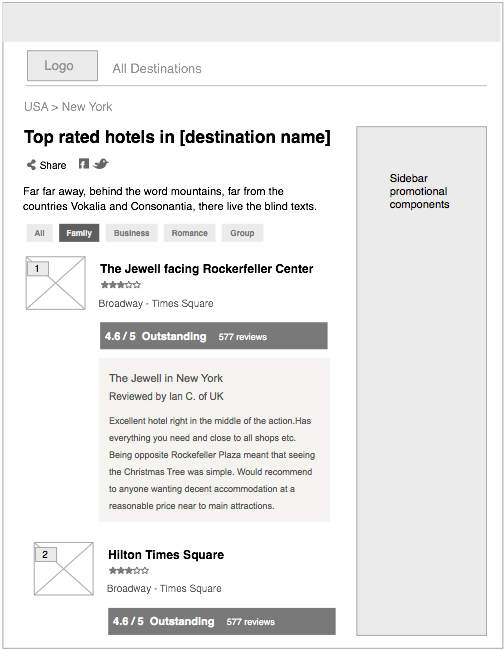 Logo
All Destinations
USA > New York
Top rated hotels in [destination name]
Share
Far far away, behind the word mountains, far from the
countries Vokalia and Consonantia, there live the blind texts.
All Family Business Romance Group
Sidebar
promotional
components
1
The Jewell facing Rockerfeller Center
Broadway - Times Square
4.6 / 5 Outstanding 577 reviews
The Jewell in New York
Reviewed by Ian C. of UK
Excellent hotel right in the middle of the action.Has
everything you need and close to all shops etc.
Being opposite Rockefeller Plaza meant that seeing
the Christmas Tree was simple. Would recommend
to anyone wanting decent accommodation at a
reasonable price near to main attractions.
2
Hilton Times Square
Broadway - Times Square
4.6 / 5 Outstanding 577 reviews